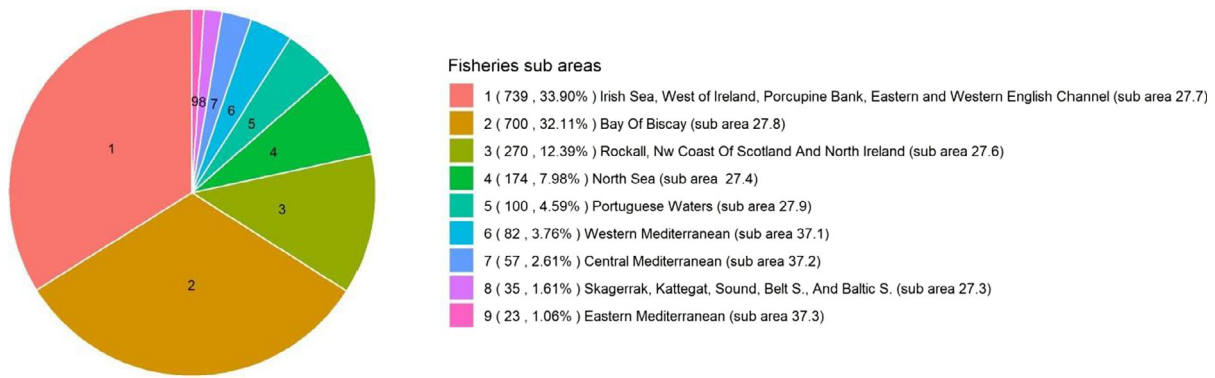 9
8
7
6
5
4
3
2
1
Fisheries sub areas
1 ( 739 , 33.90% ) Irish Sea, West of Ireland, Porcupine Bank, Eastern and Western English Channel (sub area 27.7)
2 ( 700 , 32.11% ) Bay Of Biscay (sub area 27.8)
3 ( 270 , 12.39% ) Rockall, Nw Coast Of Scotland And North Ireland (sub area 27.6)
4 ( 174 , 7.98% ) North Sea (sub area  27.4)
5 ( 100 , 4.59% ) Portuguese Waters (sub area 27.9)
6 ( 82 , 3.76% ) Western Mediterranean (sub area 37.1)
7 ( 57 , 2.61% ) Central Mediterranean (sub area 37.2)
8 ( 35 , 1.61% ) Skagerrak, Kattegat, Sound, Belt S., And Baltic S. (sub area 27.3)
9 ( 23 , 1.06% ) Eastern Mediterranean (sub area 37.3)